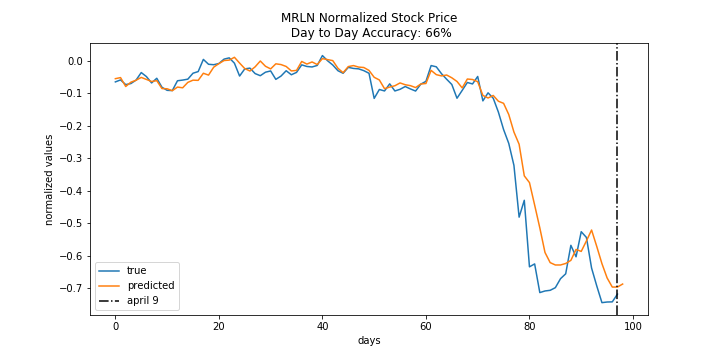 MRLN Normalized Stock Price
Day to Day Accuracy: 66%
normalized values
0.0
−0.1
−0.2
−0.3
−0.4
−0.5
−0.6
−0.7
true
predicted
april 9
0
20
40
60
80
100
days